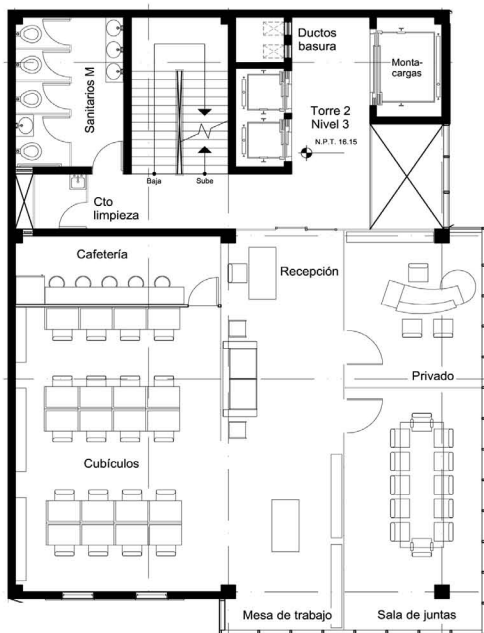 Sanitarios M
Ductos
basura
Monta-
cargas
Torre 2
Nivel 3
N.P.T. 16.15
Baja
Sube
Cto
limpieza
Cafetería
Recepción
Privado
Cubículos
Mesa de trabajo
Sala de juntas